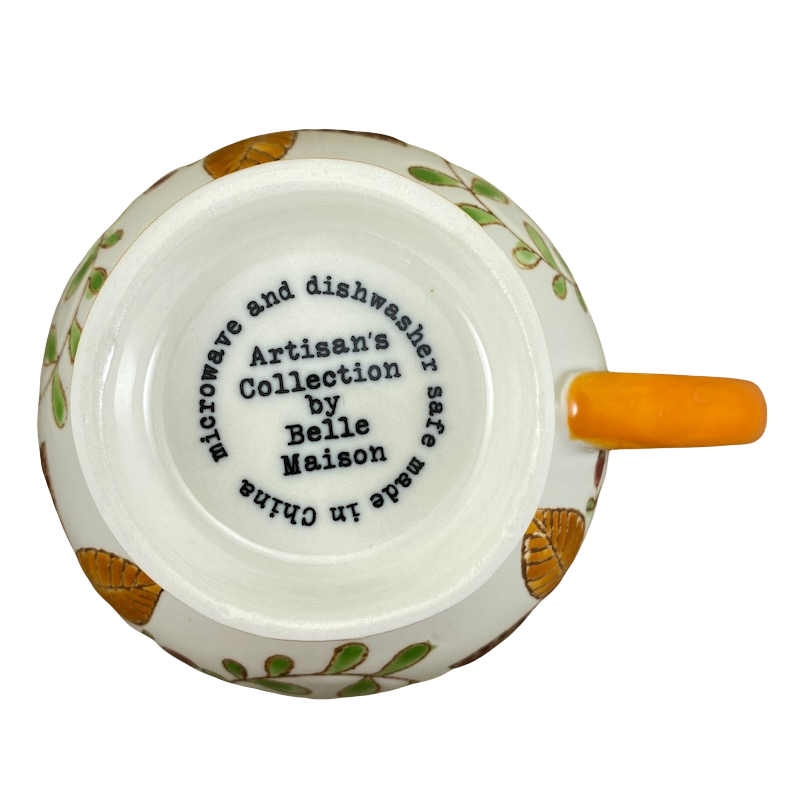 microwave and dishwasher safe made in China
Artisan's
Collection
by
Belle
Maison